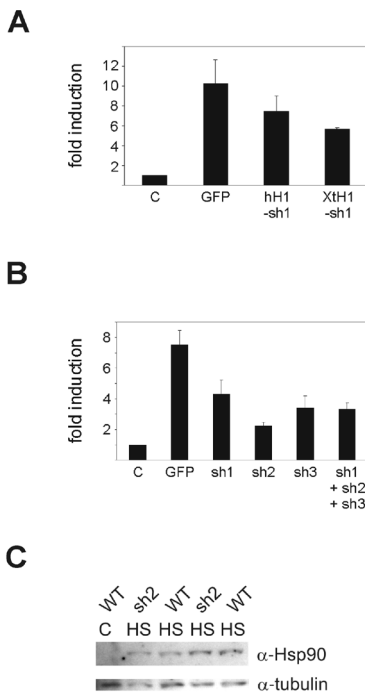 A
fold induction
12
10
8
6
4
2
C GFP hH1 XtH1
-sh1 -sh1
B
fold induction
8
6
4
2
C GFP sh1 sh2 sh3 sh1
+ sh2
+ sh3
C
WT sh2 WT sh2 WT
C HS HS HS HS
α-Hsp90
α-tubulin